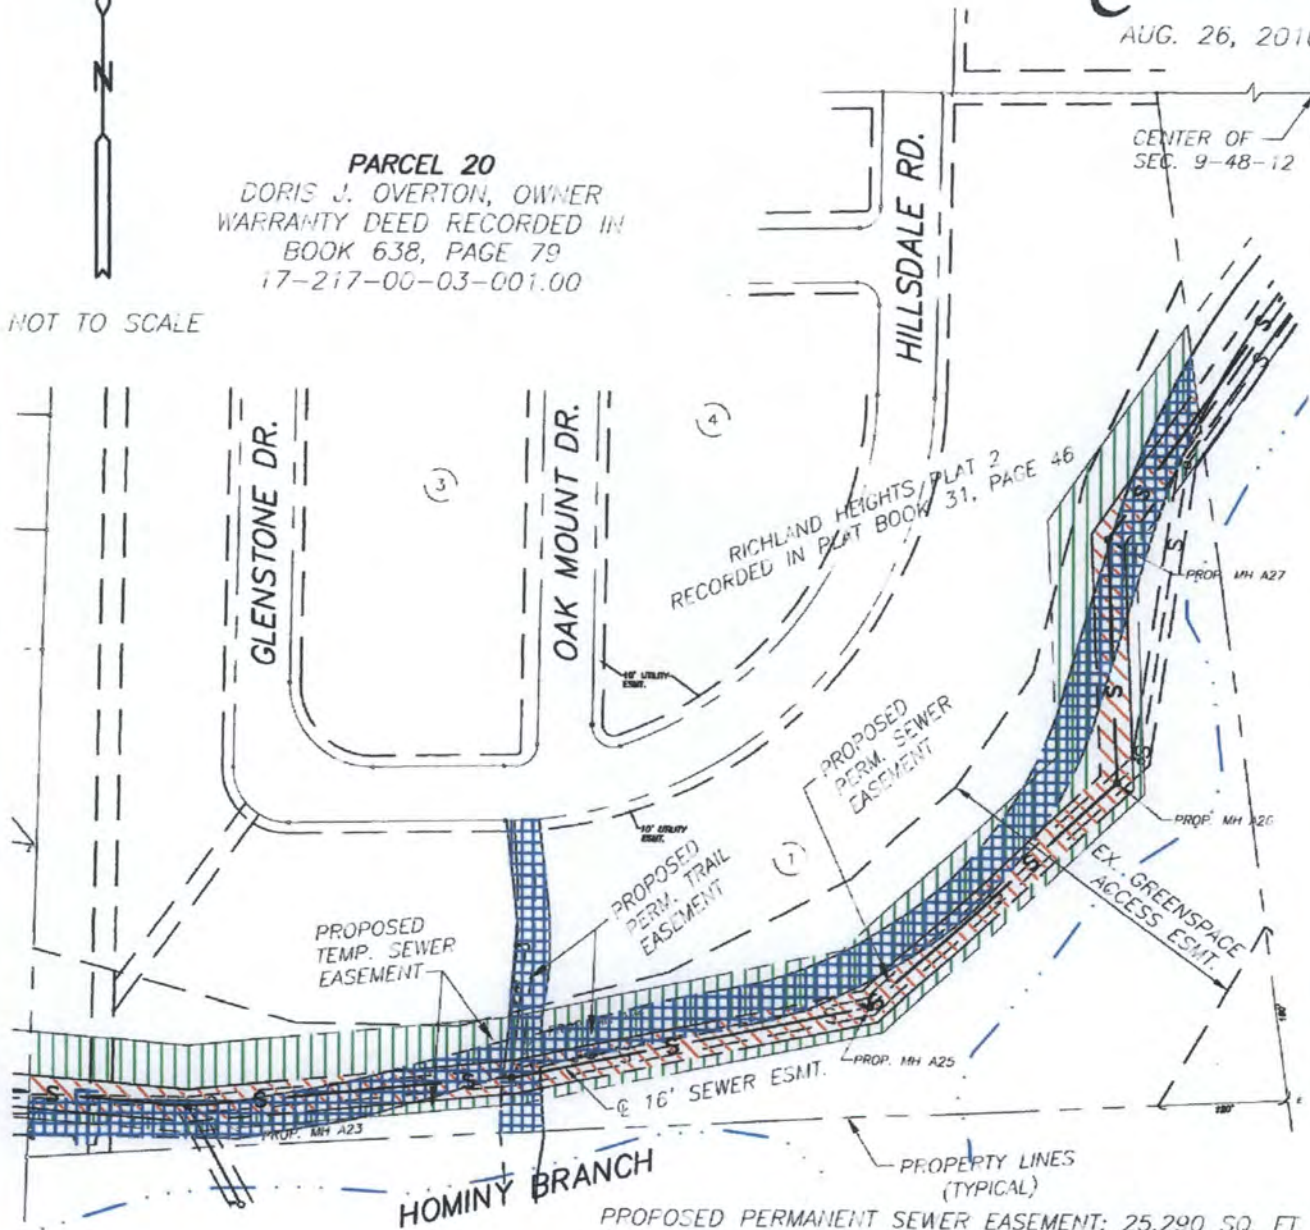 AUG. 26, 201
N
CENTER OF
SEC. 9-48-12
PARCEL 20
DORIS J. OVERTON, OWNER
WARRANTY DEED RECORDED IN
BOOK 638, PAGE 79
17-217-00-03-001.00
NOT TO SCALE
HILLSDALE RD.
GLENSTONE DR.
OAK MOUNT DR.
3
4
RICHLAND HEIGHTS PLAT 2
RECORDED IN PLAT BOOK 31, PAGE 46
S
S
S
S
PROP. MH A27
10' UTILITY
ESMT.
S
PROPOSED
PERM. SEWER
EASEMENT
S
PROP. MH A26
10' UTILITY
ESMT.
1
PROPOSED
PERM. TRAIL
EASEMENT
S
EX. GREENSPACE
ACCESS ESMT.
PROPOSED
TEMP. SEWER
EASEMENT
S
S
S
S
S
PROP. MH A25
℄ 16' SEWER ESMT.
PROP. MH A23
PROPERTY LINES
(TYPICAL)
HOMINY BRANCH
PROPOSED PERMANENT SEWER EASEMENT: 25,290 SQ. FT.